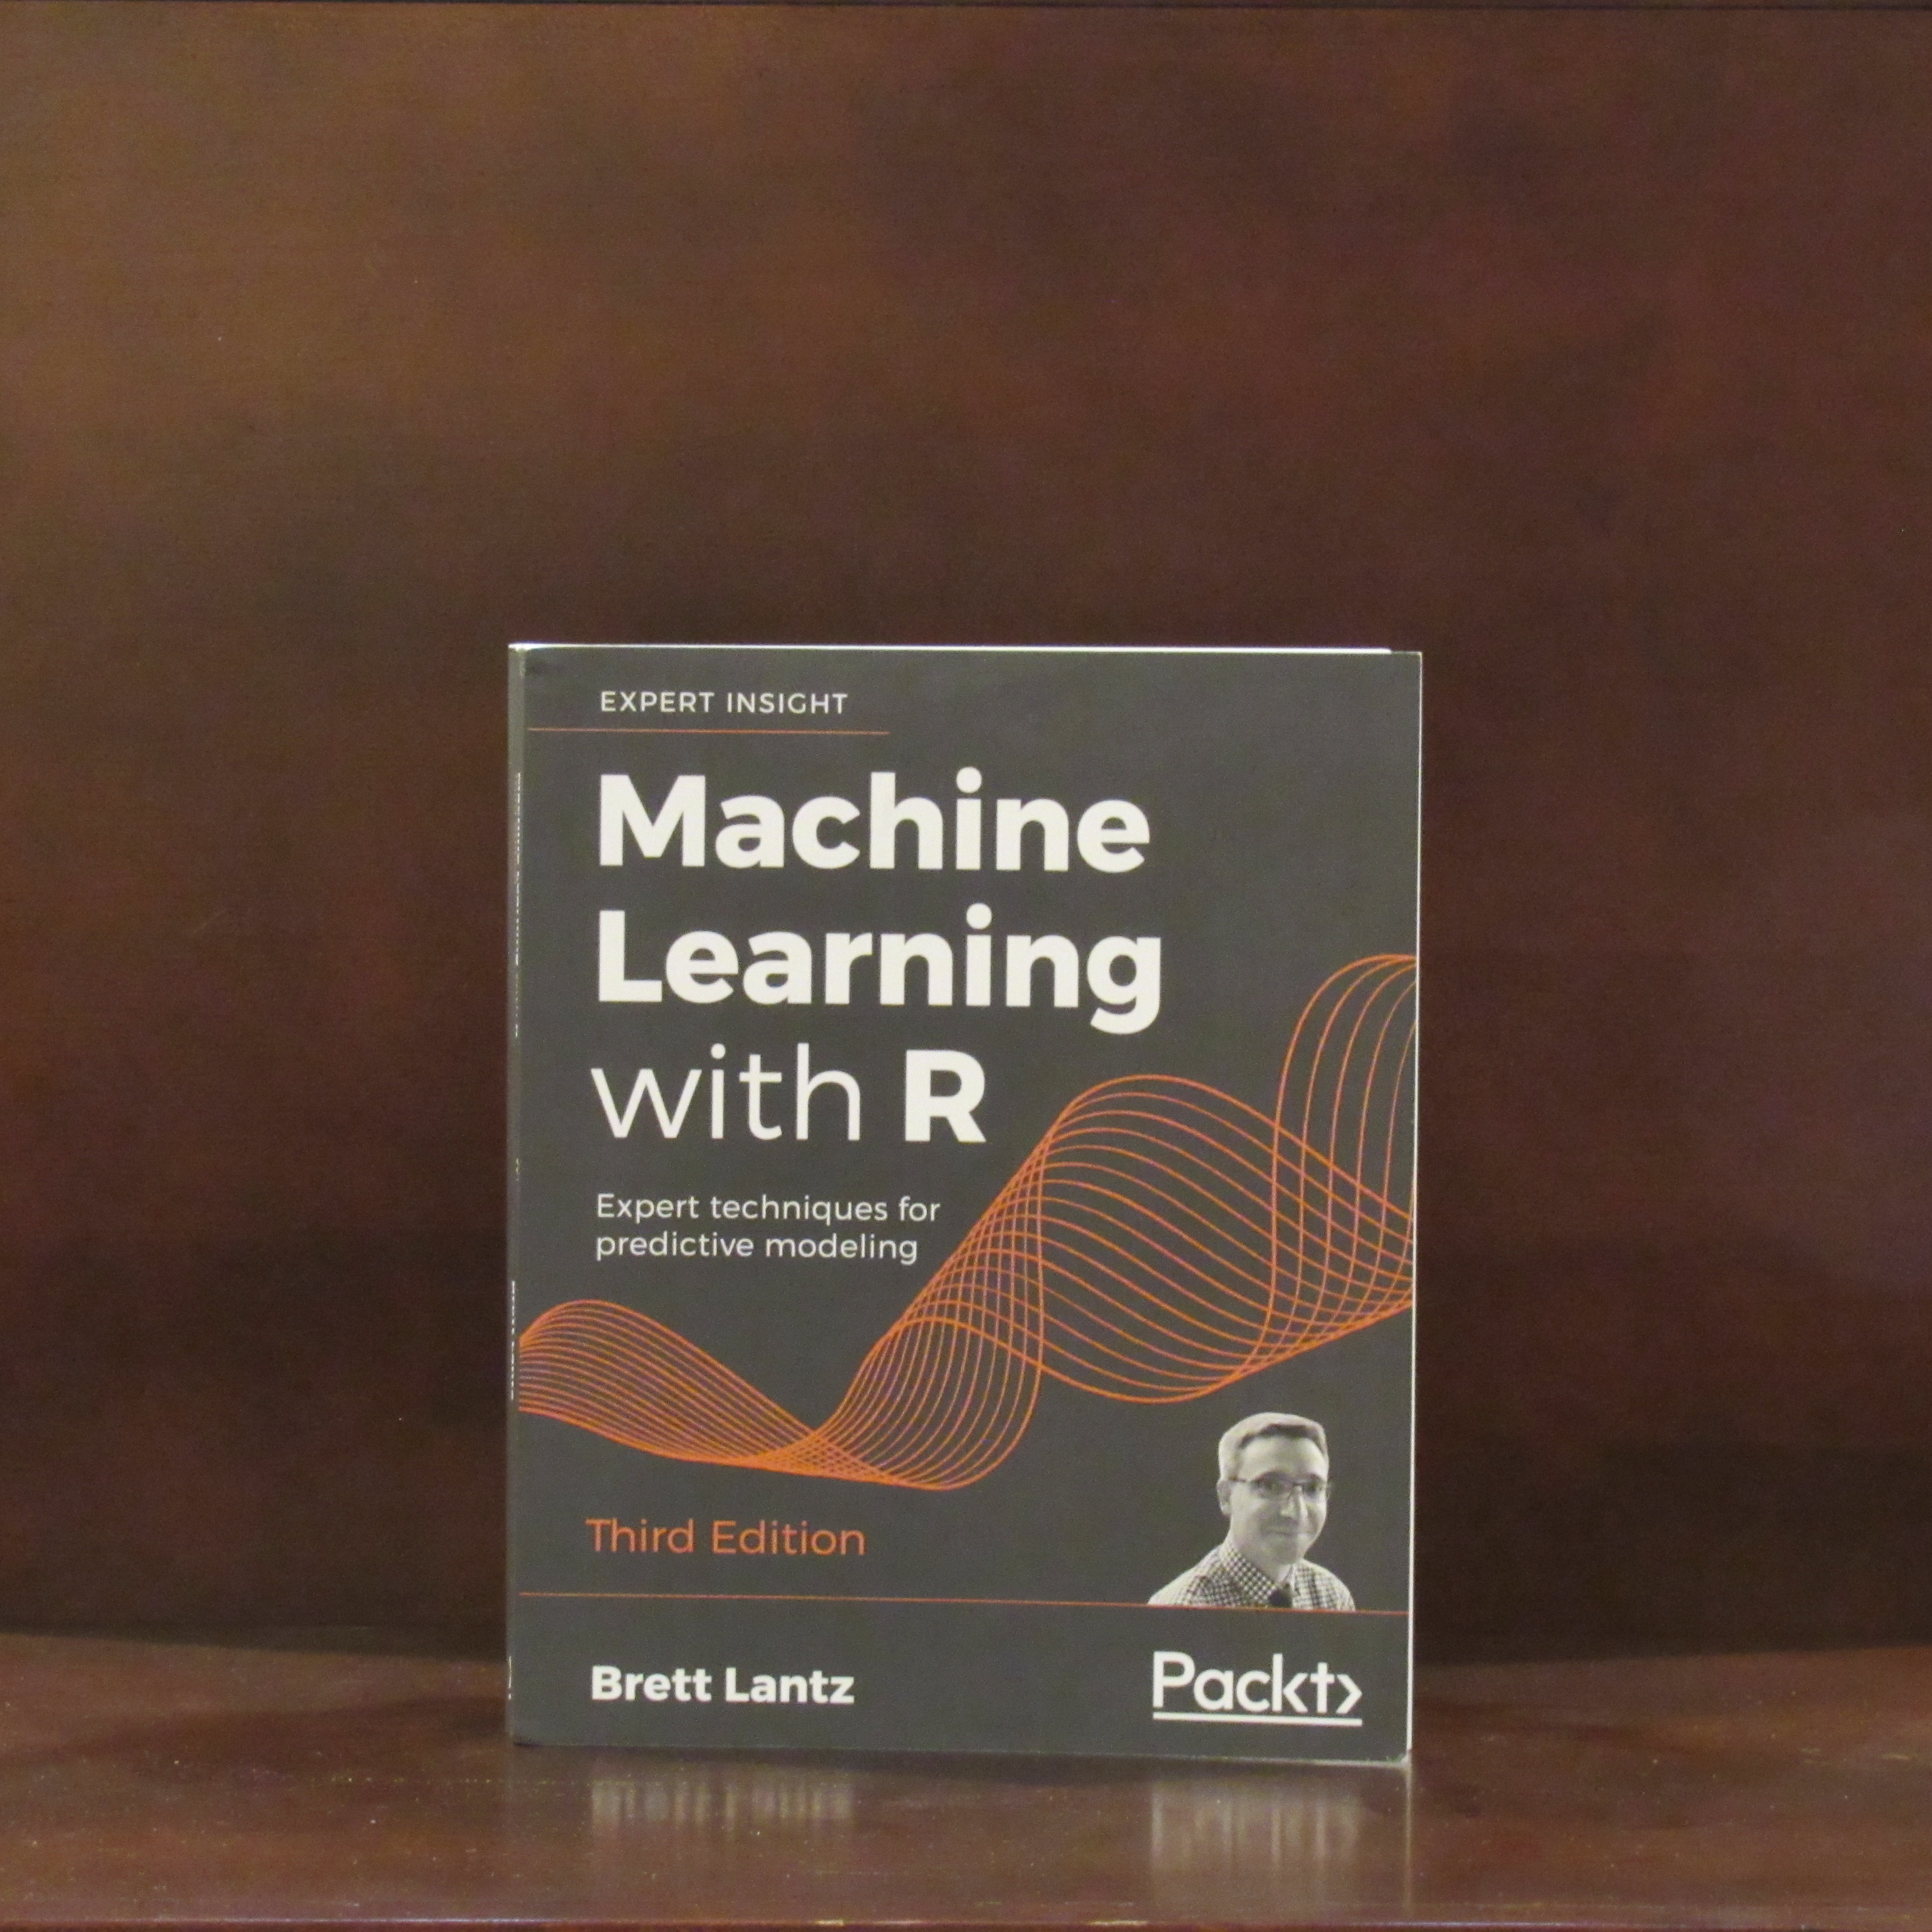 EXPERT INSIGHT
Machine
Learning
with R
Expert techniques for
predictive modeling
Third Edition
Brett Lantz
Packt>